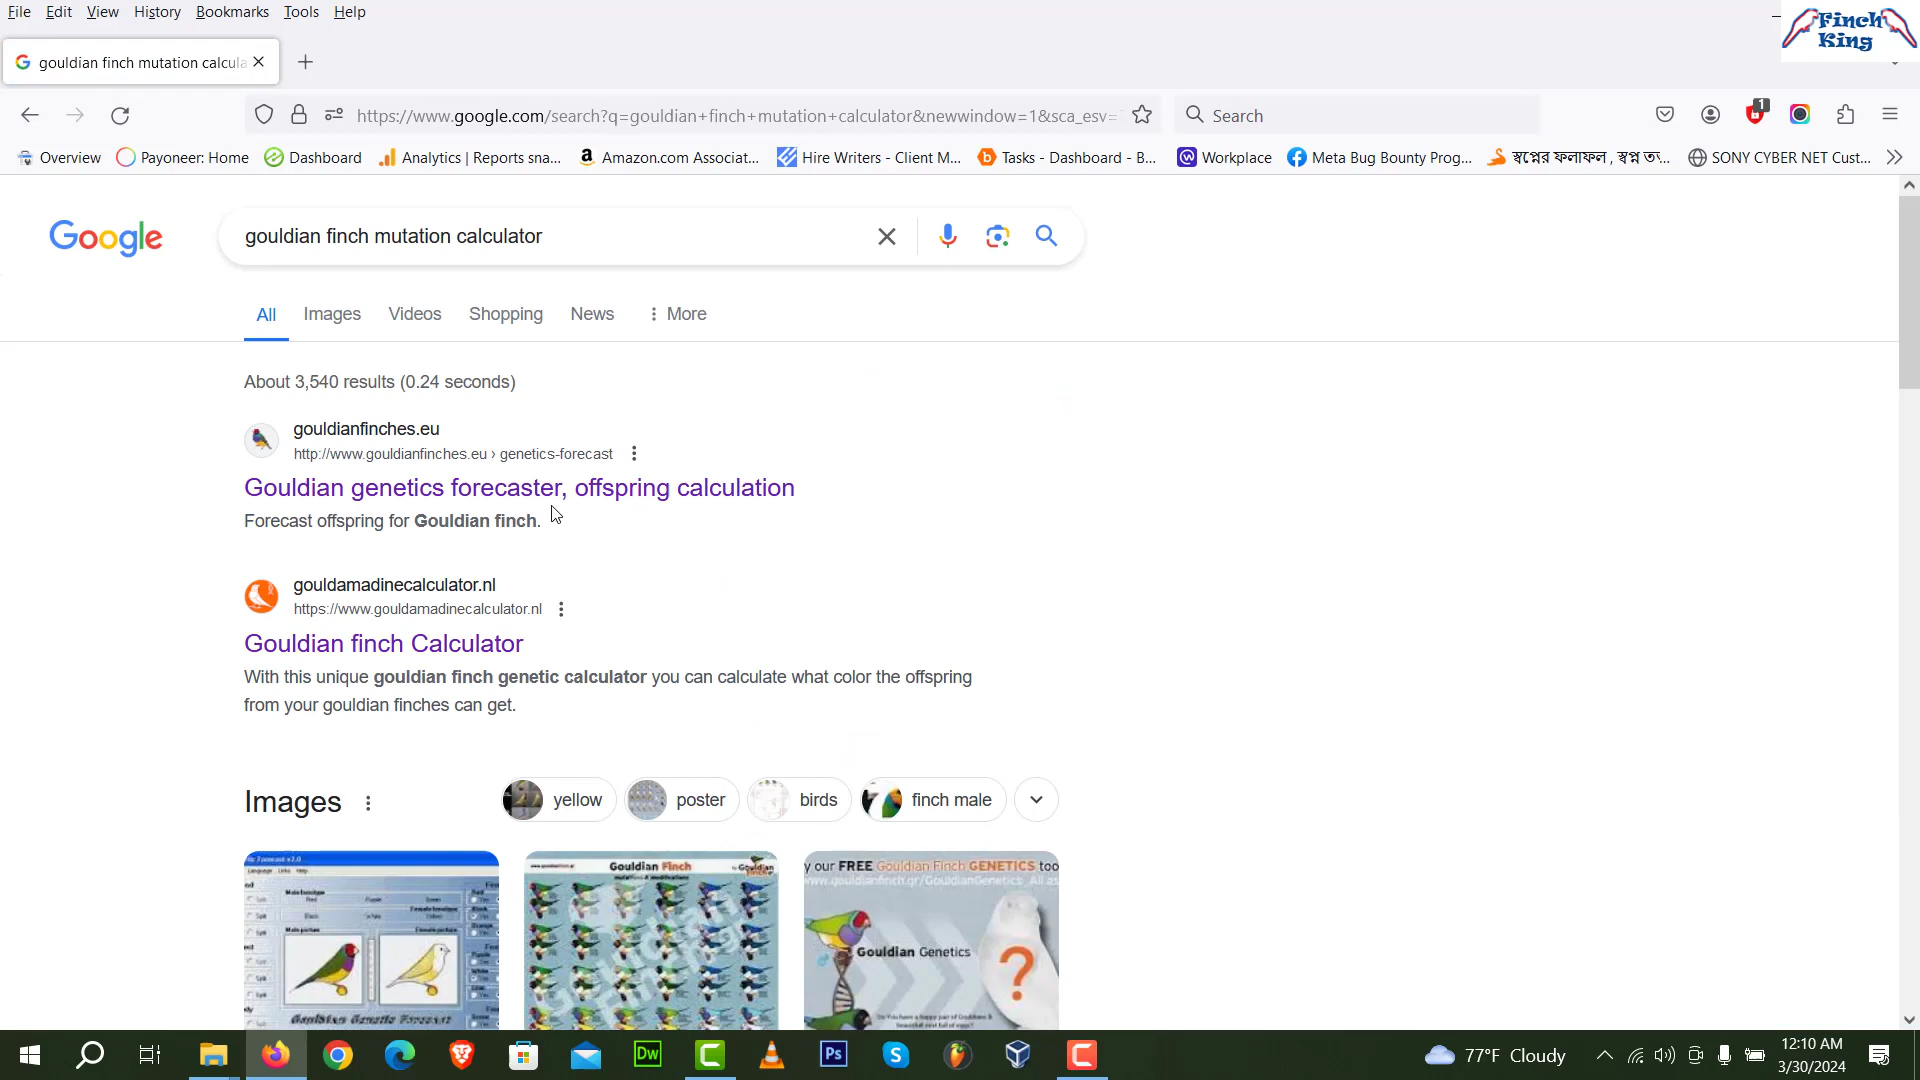 File Edit View History Bookmarks Tools Help
Finch
King
gouldian finch mutation calcula
https://www.google.com/search?q=gouldian+finch+mutation+calculator&newwindow=1&sca_esv=
Search
1
Overview Payoneer: Home Dashboard Analytics | Reports sna... Amazon.com Associat... Hire Writers - Client M... Tasks - Dashboard - B... Workplace Meta Bug Bounty Prog... স্বপ্নের ফলাফল , স্বপ্ন ত... SONY CYBER NET Cust...
Google
gouldian finch mutation calculator
All Images Videos Shopping News More
About 3,540 results (0.24 seconds)
gouldianfinches.eu
http://www.gouldianfinches.eu › genetics-forecast
Gouldian genetics forecaster, offspring calculation
Forecast offspring for Gouldian finch.
gouldamadinecalculator.nl
https://www.gouldamadinecalculator.nl
Gouldian finch Calculator
With this unique gouldian finch genetic calculator you can calculate what color the offspring
from your gouldian finches can get.
Images
yellow poster birds finch male
Gouldian Finch
y our FREE Gouldian Finch GENETICS too
Gouldian Genetics
?
Gouldian Genetic Forecast
Dw
Ps
77°F Cloudy
12:10 AM
3/30/2024